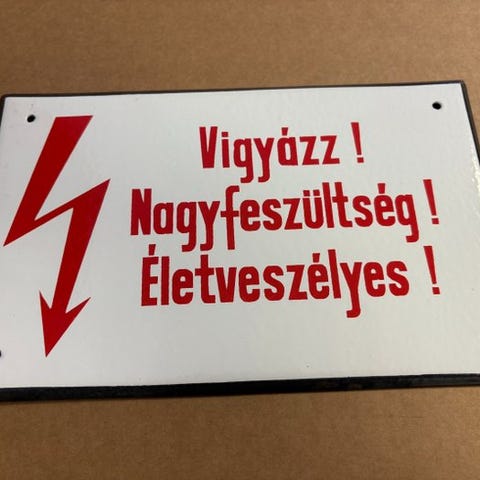 Vigyázz !
Nagyfeszültség !
Életveszélyes !